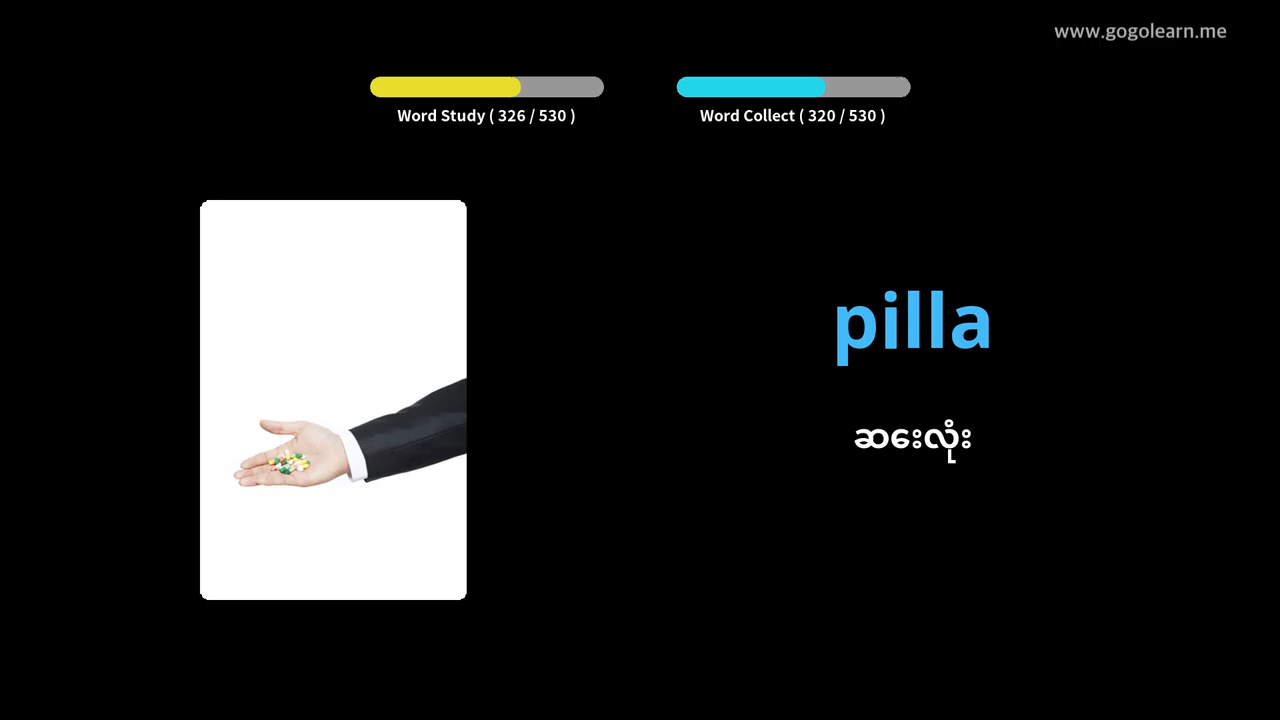 www.gogolearn.me
Word Study ( 326 / 530 )
Word Collect ( 320 / 530 )
pilla
ဆေးလုံး